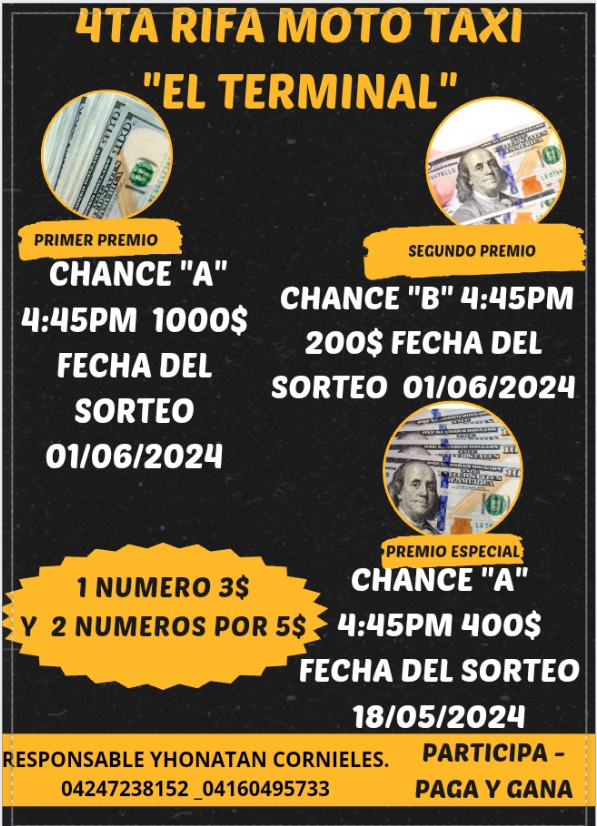 4TA RIFA MOTO TAXI
"EL TERMINAL"
PRIMER PREMIO
CHANCE "A"
4:45PM 1000$
FECHA DEL
SORTEO
01/06/2024
SEGUNDO PREMIO
CHANCE "B" 4:45PM
200$ FECHA DEL
SORTEO 01/06/2024
PREMIO ESPECIAL
CHANCE "A"
4:45PM 400$
FECHA DEL SORTEO
18/05/2024
1 NUMERO 3$
Y 2 NUMEROS POR 5$
RESPONSABLE YHONATAN CORNIELES.
04247238152 _04160495733
PARTICIPA -
PAGA Y GANA